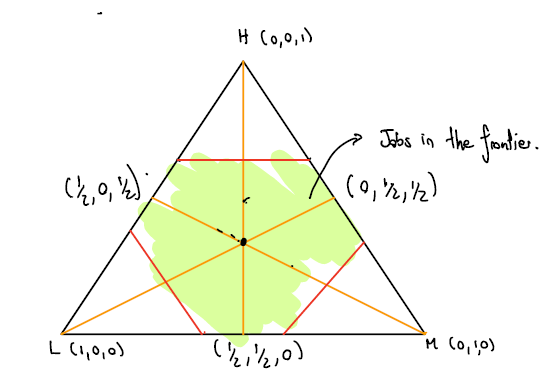 H (0,0,1)
Jobs in the frontier.
(1/2, 0, 1/2)
(0, 1/2, 1/2)
L (1,0,0)
(1/2, 1/2, 0)
M (0,1,0)